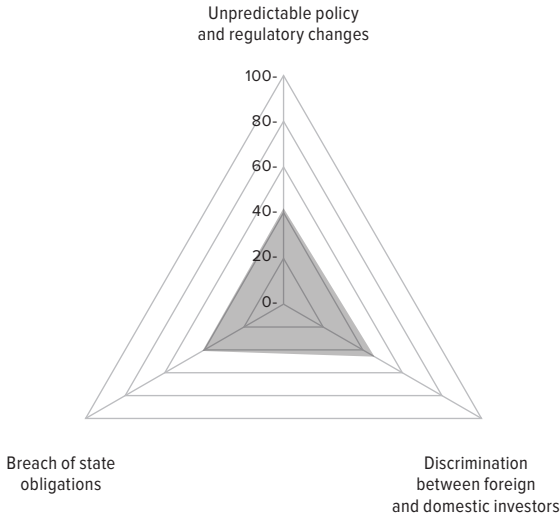 Unpredictable policy
and regulatory changes
100-
80-
60-
40-
20-
0-
Breach of state
obligations
Discrimination
between foreign
and domestic investors